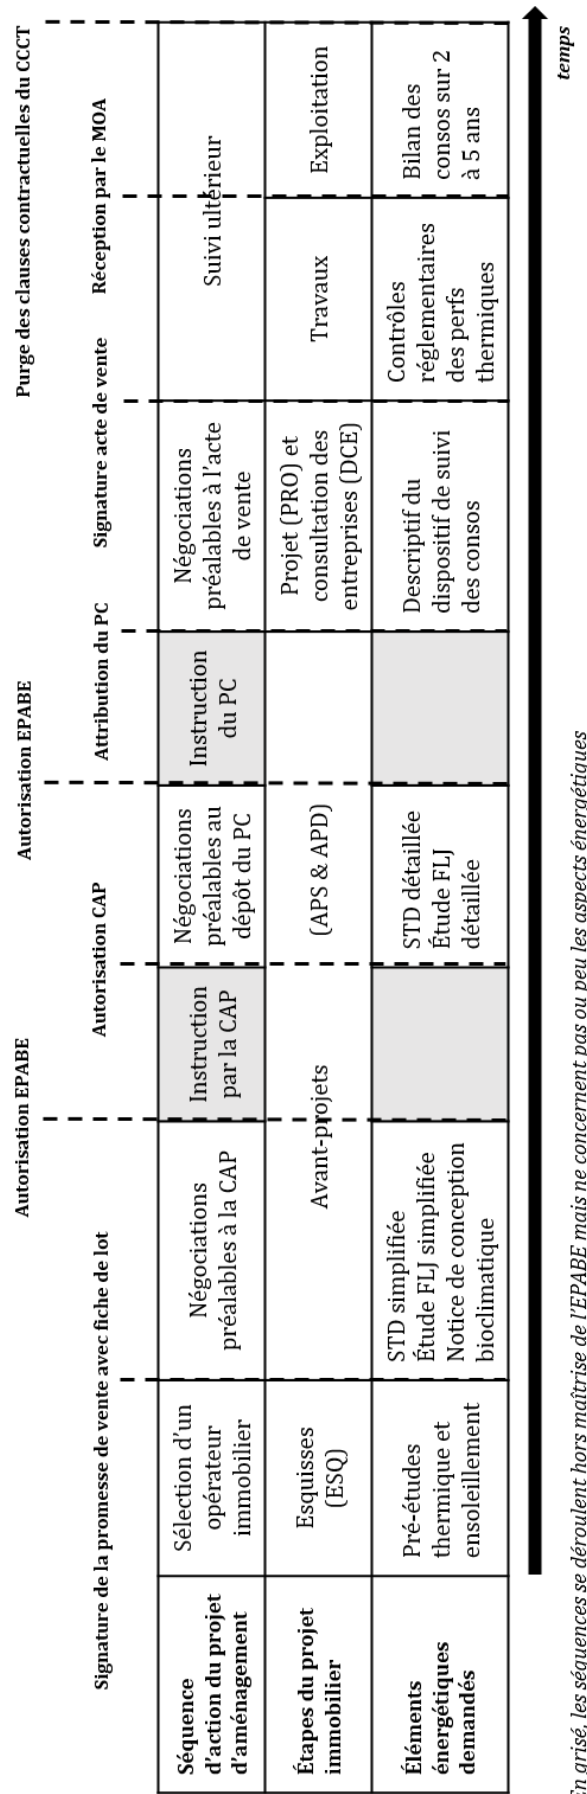 Autorisation EPABE
Autorisation EPABE
Purge des clauses contractuelles du CCCT
Signature de la promesse de vente avec fiche de lot
Autorisation CAP
Attribution du PC
Signature acte de vente
Réception par le MOA
Séquence
d'action du projet
d'aménagement
Sélection d'un
opérateur
immobilier
Négociations
préalables à la CAP
Instruction
par la CAP
Négociations
préalables au
dépôt du PC
Instruction
du PC
Négociations
préalables à l'acte
de vente
Suivi ultérieur
Étapes du projet
immobilier
Esquisses
(ESQ)
Avant-projets
(APS & APD)
Projet (PRO) et
consultation des
entreprises (DCE)
Travaux
Exploitation
Éléments
énergétiques
demandés
Pré-études
thermique et
ensoleillement
STD simplifiée
Étude FLJ simplifiée
Notice de conception
bioclimatique
STD détaillée
Étude FLJ
détaillée
Descriptif du
dispositif de suivi
des consos
Contrôles
réglementaires
des perfs
thermiques
Bilan des
consos sur 2
à 5 ans
temps
En grisé, les séquences se déroulent hors maîtrise de l'EPABE mais ne concernent pas ou peu les aspects énergétiques